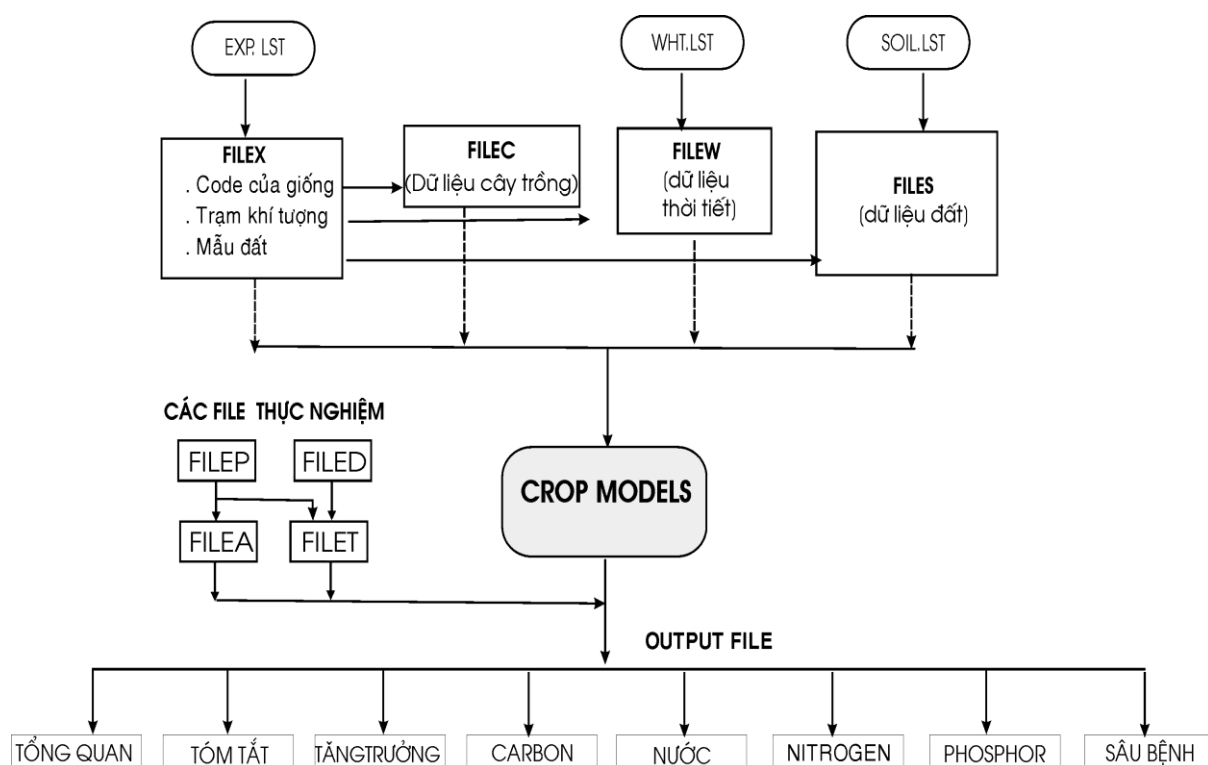 EXP. LST
WHT.LST
SOIL.LST
FILEX
. Code của giống
. Trạm khí tượng
. Mẫu đất
FILEC
(Dữ liệu cây trồng)
FILEW
(dữ liệu
thời tiết)
FILES
(dữ liệu đất)
CÁC FILE THỰC NGHIỆM
FILEP
FILED
FILEA
FILET
CROP MODELS
OUTPUT FILE
TỔNG QUAN
TÓM TẮT
TĂNGTRƯỞNG
CARBON
NƯỚC
NITROGEN
PHOSPHOR
SÂU BỆNH